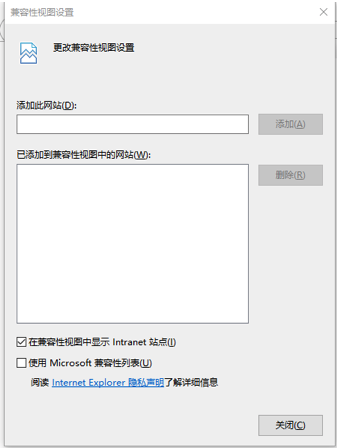 兼容性视图设置
更改兼容性视图设置
添加此网站(D):
添加(A)
已添加到兼容性视图中的网站(W):
删除(R)
在兼容性视图中显示 Intranet 站点(I)
使用 Microsoft 兼容性列表(U)
阅读 Internet Explorer 隐私声明了解详细信息
关闭(C)